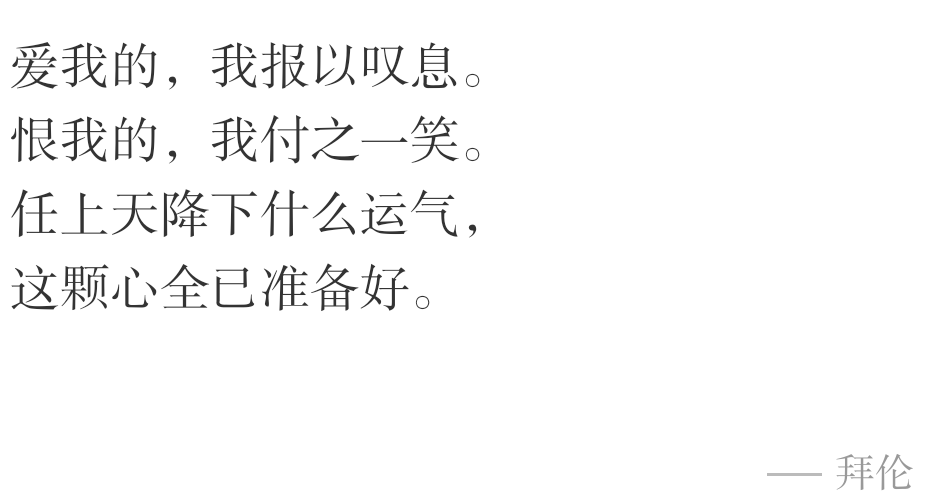 爱我的，我报以叹息。
恨我的，我付之一笑。
任上天降下什么运气，
这颗心全已准备好。
—— 拜伦